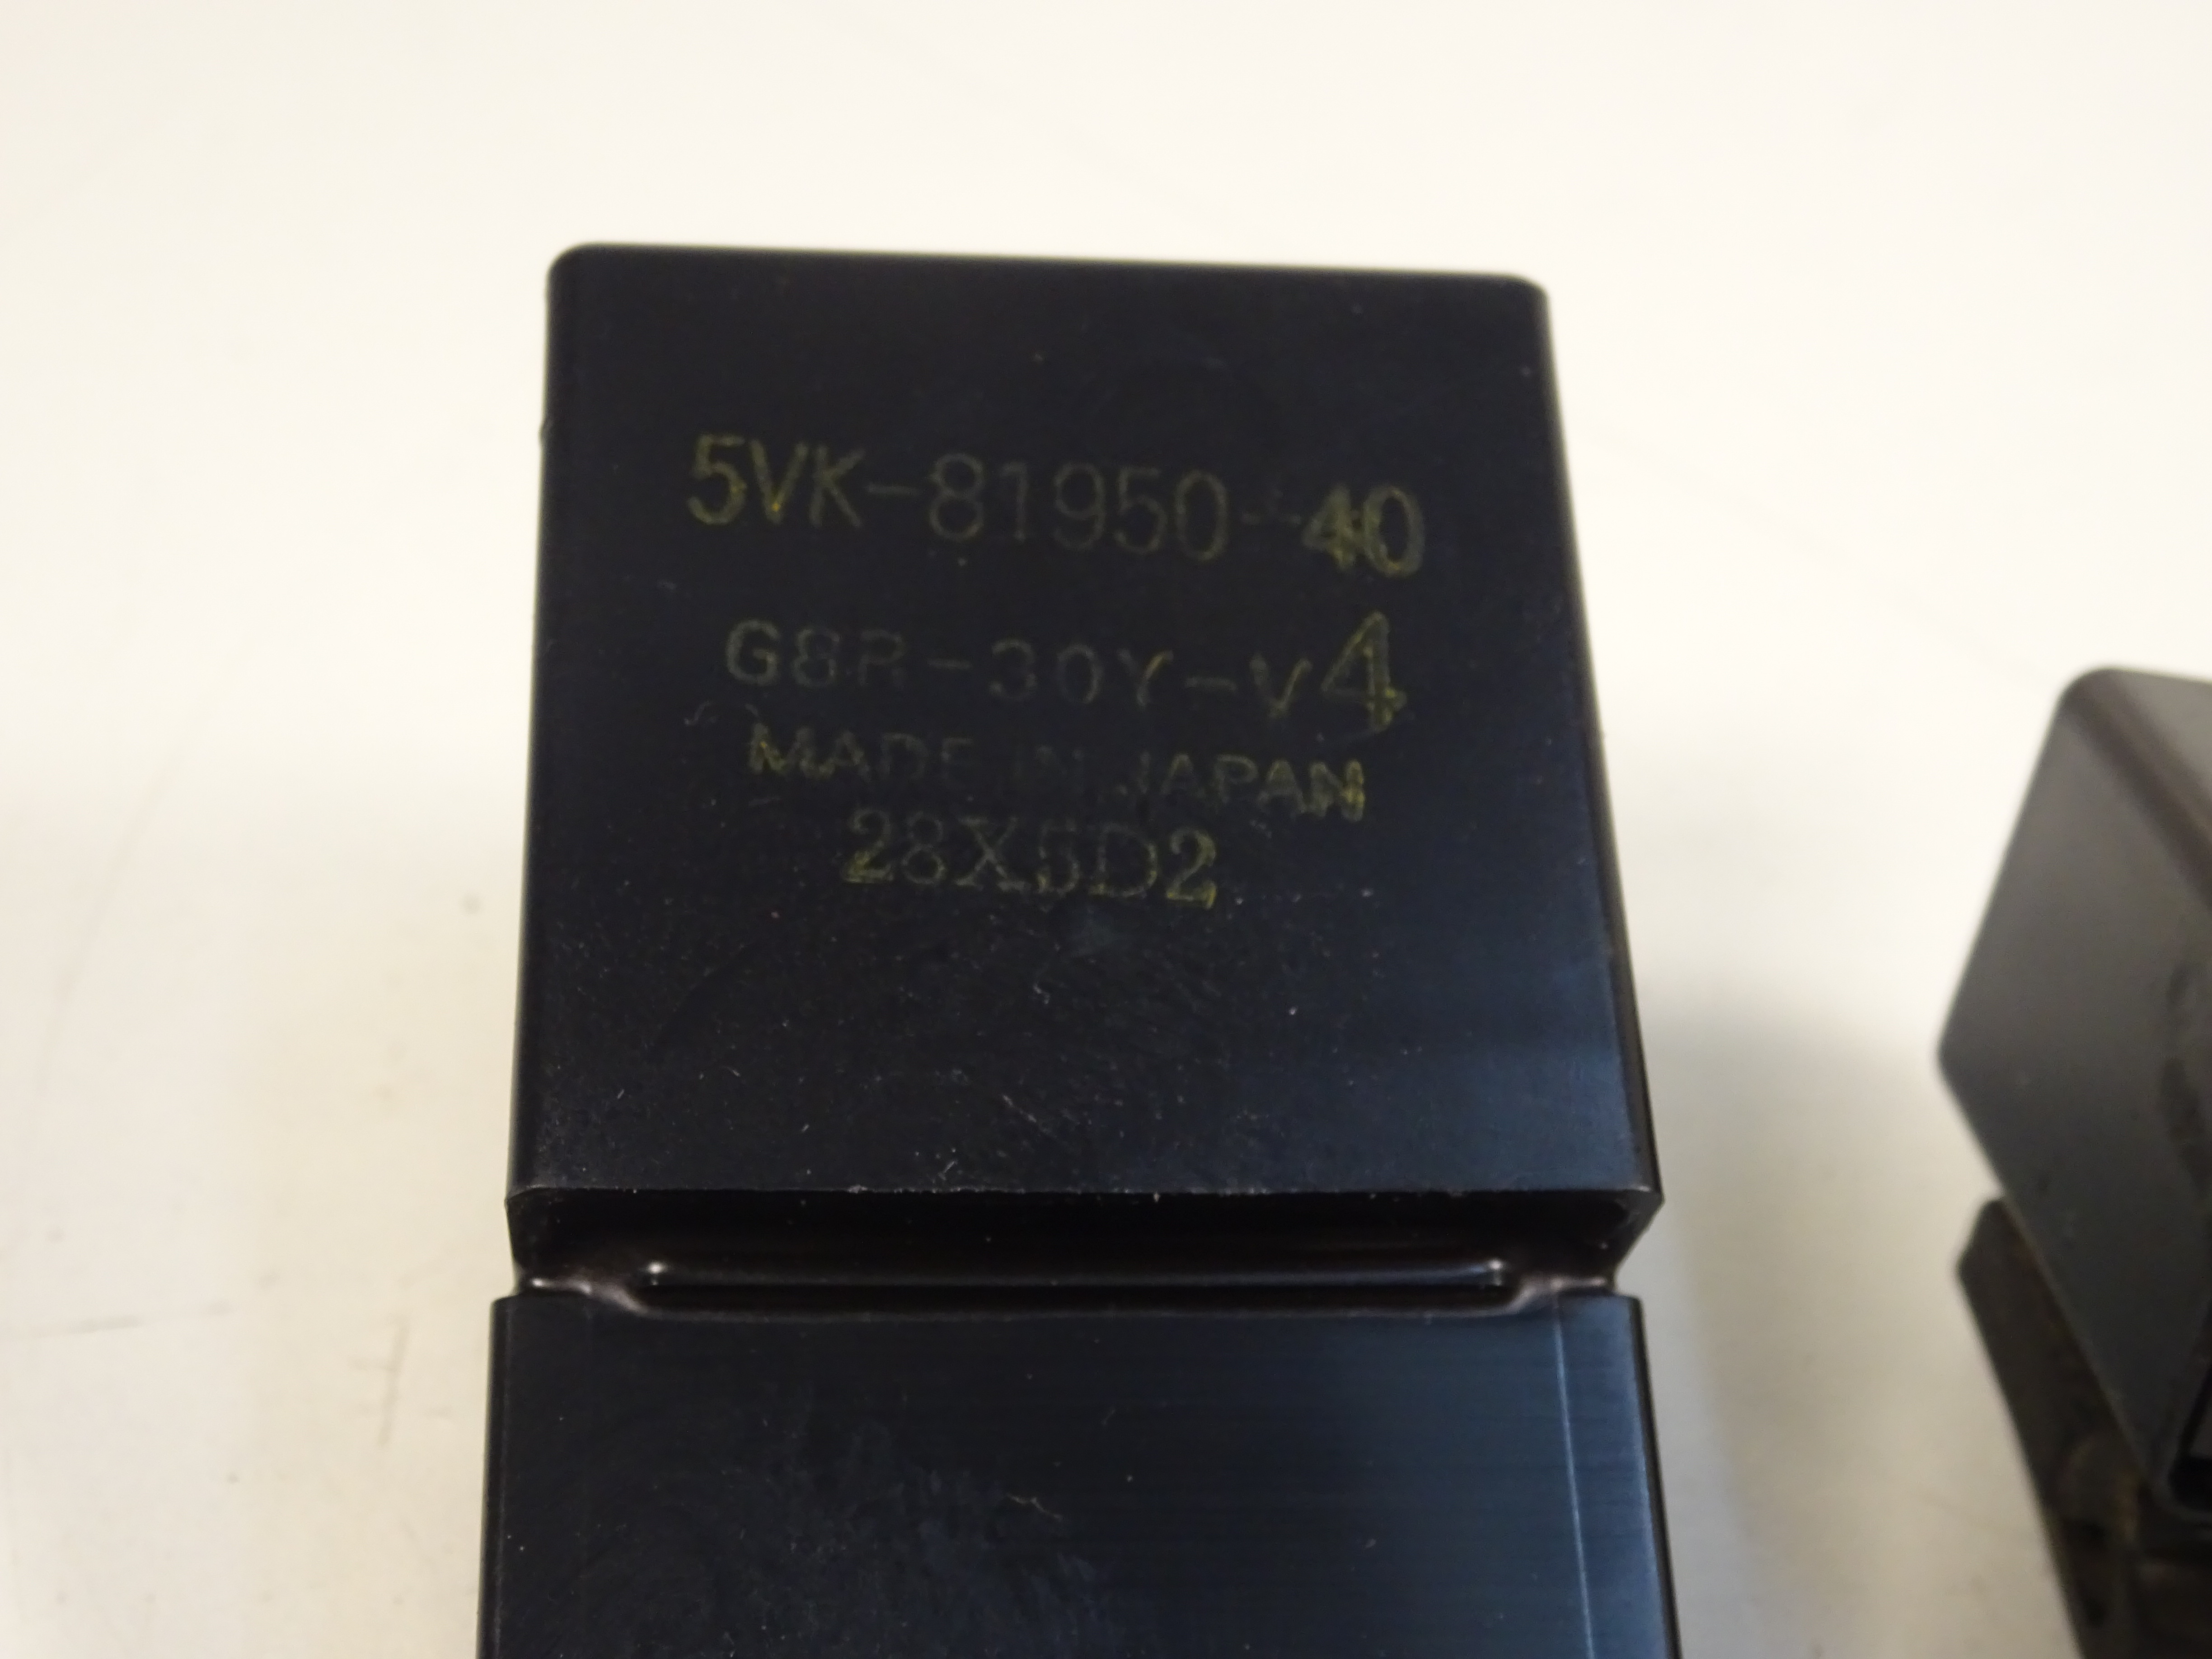 5VK-81950-40
G8R-30Y-V4
MADE IN JAPAN
28X5D2